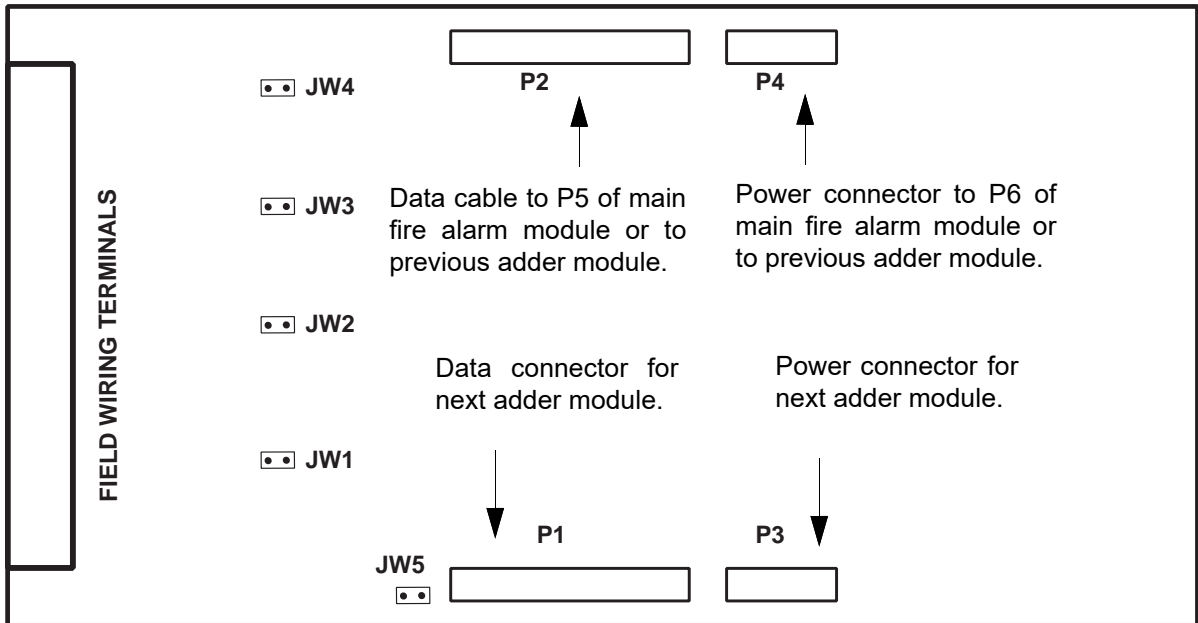 P2
P4
JW4
Data cable to P5 of main
fire alarm module or to
previous adder module.
Power connector to P6 of
main fire alarm module or
to previous adder module.
JW3
FIELD WIRING TERMINALS
JW2
Data connector for
next adder module.
Power connector for
next adder module.
JW1
P1
P3
JW5